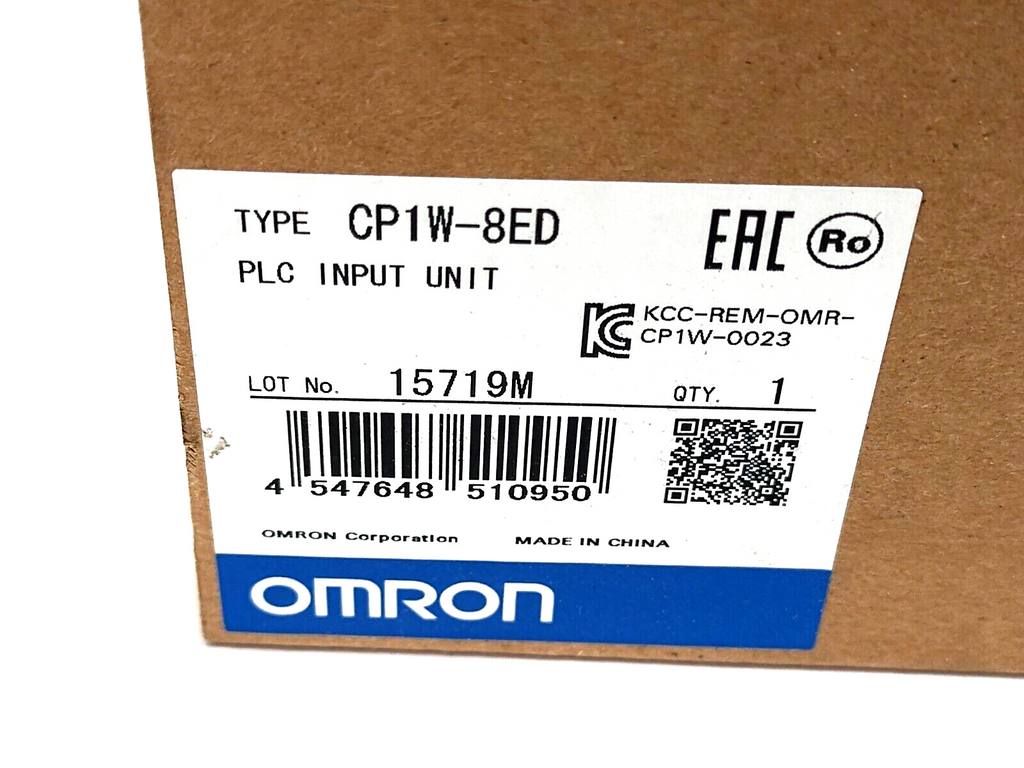 TYPE CP1W-8ED
PLC INPUT UNIT
EAC Ro
KC KCC-REM-OMR-
CP1W-0023
LOT No. 15719M QTY. 1
4 547648 510950
OMRON Corporation MADE IN CHINA
OMRON